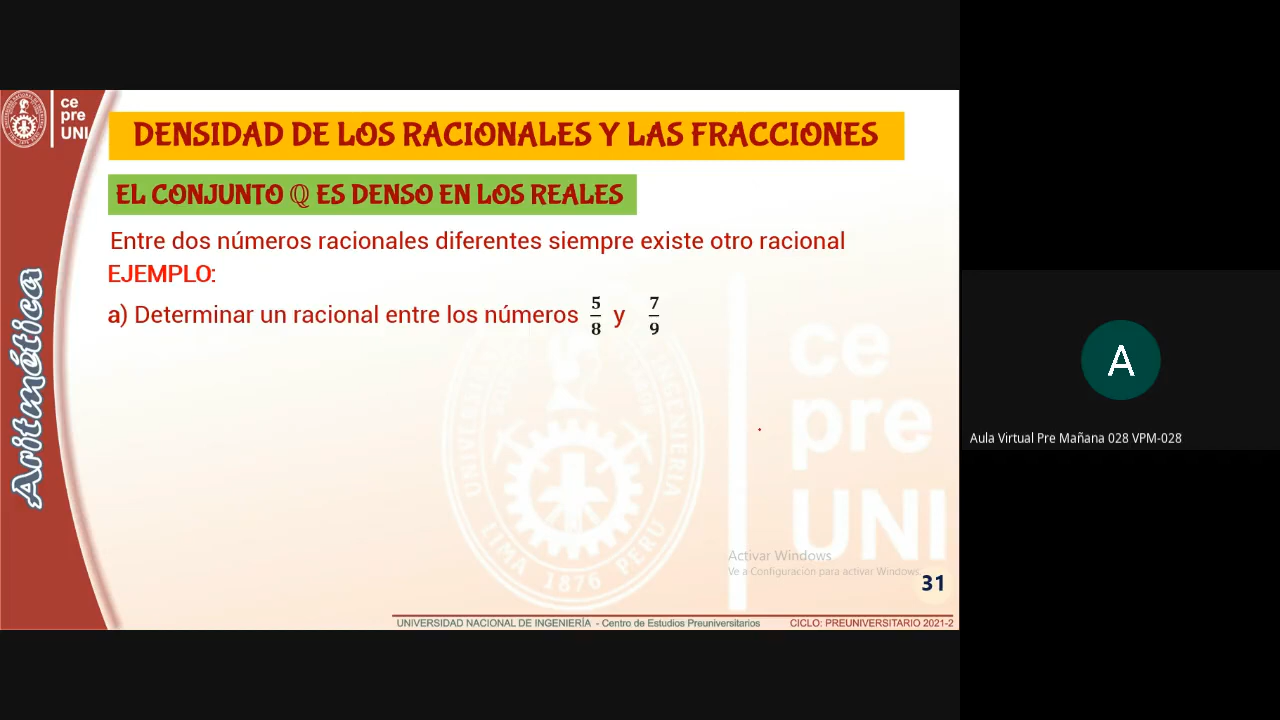 ce
pre
UNI
DENSIDAD DE LOS RACIONALES Y LAS FRACCIONES
EL CONJUNTO ℚ ES DENSO EN LOS REALES
Entre dos números racionales diferentes siempre existe otro racional
EJEMPLO:
a) Determinar un racional entre los números 5/8 y 7/9
Aritmética
ce
pre
UNI
LIMA 1876 PERU
Activar Windows
Ve a Configuración para activar Windows.
31
UNIVERSIDAD NACIONAL DE INGENIERÍA - Centro de Estudios Preuniversitarios
CICLO: PREUNIVERSITARIO 2021-2
A
Aula Virtual Pre Mañana 028 VPM-028